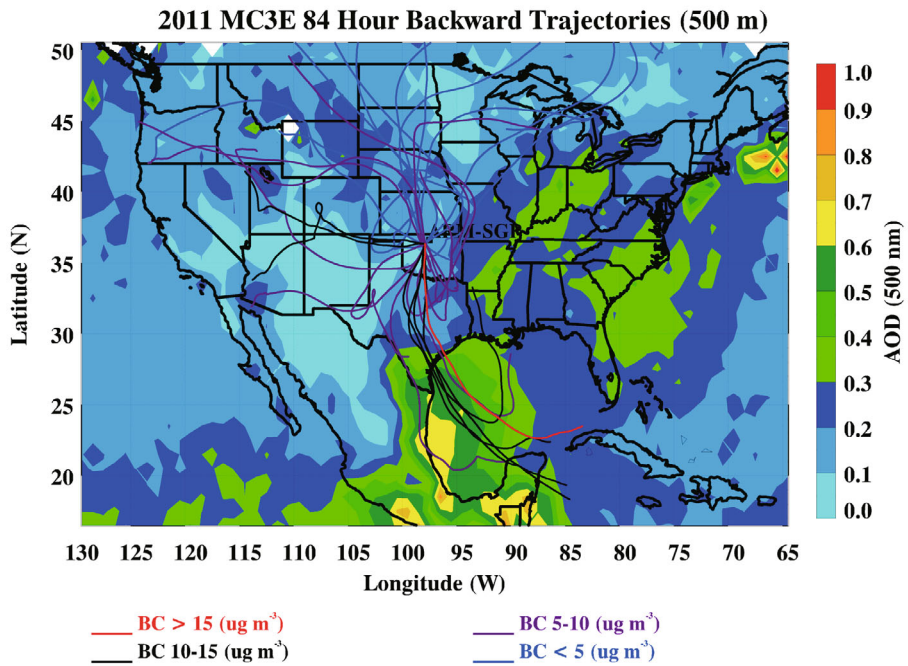 2011 MC3E 84 Hour Backward Trajectories (500 m)
50
45
40
35
30
25
20
Latitude (N)
ARM-SGP
130 115 110 105 100 95 90 80 75 70 65
Longitude (W)
1.0
0.9
0.8
0.7
0.6
0.5
0.4
0.3
0.2
0.1
0.0
AOD (500 nm)
BC > 15 (ug m⁻³)
BC 5-10 (ug m⁻³)
BC 10-15 (ug m⁻³)
BC < 5 (ug m⁻³)